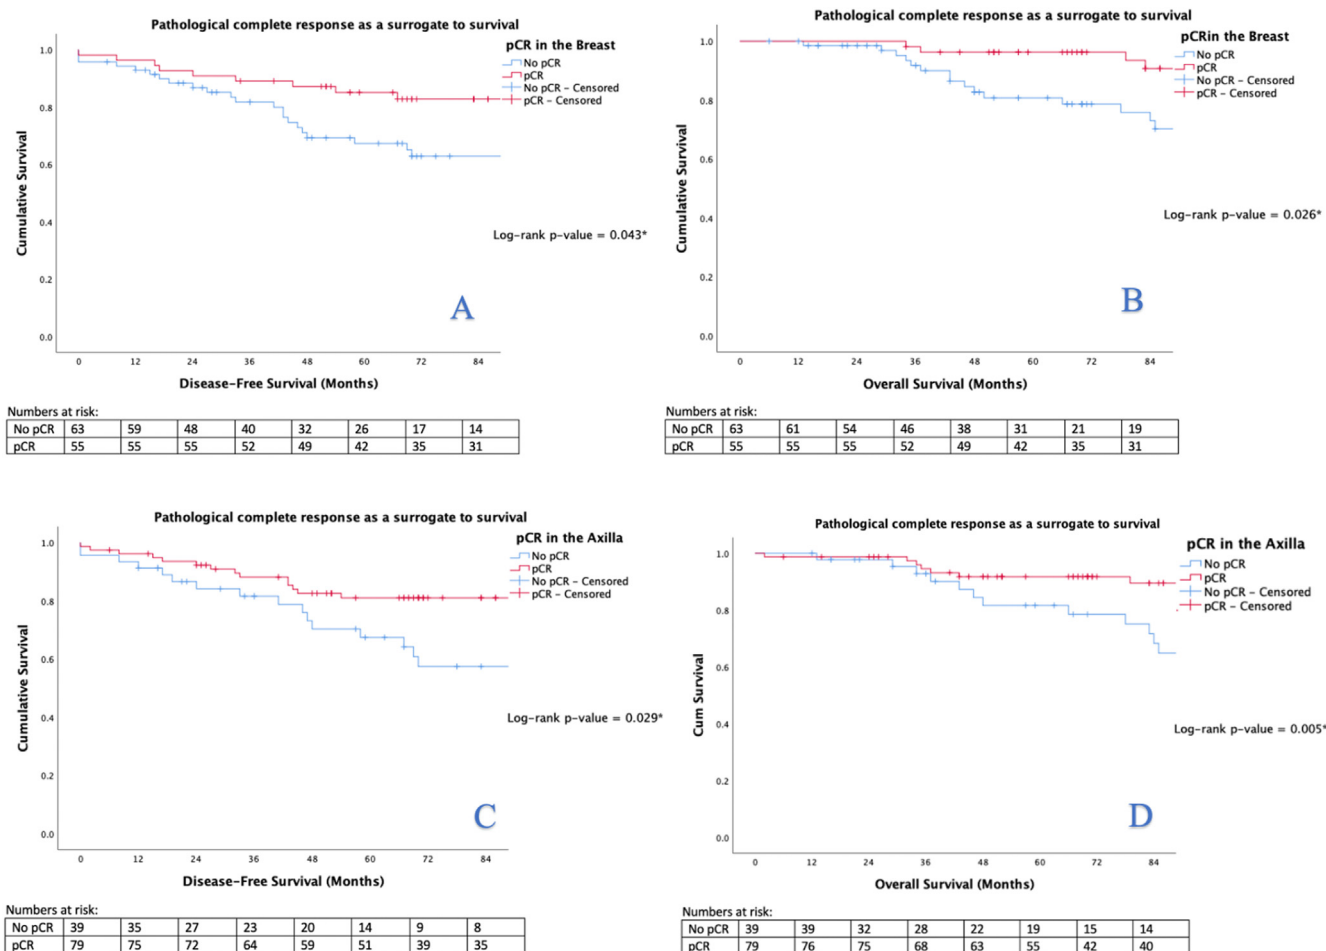 Pathological complete response as a surrogate to survival
pCR in the Breast
No pCR
pCR
No pCR – Censored
pCR – Censored
1.0
0.8
0.6
0.4
0.2
0.0
Cumulative Survival
Log-rank p-value = 0.043*
A
0 12 24 36 48 60 72 84
Disease-Free Survival (Months)
Numbers at risk:
No pCR 63 59 48 40 32 26 17 14
pCR 55 55 55 52 49 42 35 31
Pathological complete response as a surrogate to survival
pCRin the Breast
No pCR
pCR
No pCR – Censored
pCR – Censored
1.0
0.8
0.6
0.4
0.2
0.0
Cumulative Survival
Log-rank p-value = 0.026*
B
0 12 24 36 48 60 72 84
Overall Survival (Months)
Numbers at risk:
No pCR 63 61 54 46 38 31 21 19
pCR 55 55 55 52 49 42 35 31
Pathological complete response as a surrogate to survival
pCR in the Axilla
No pCR
pCR
No pCR – Censored
pCR – Censored
1.0
0.8
0.6
0.4
0.2
0.0
Cumulative Survival
Log-rank p-value = 0.029*
C
0 12 24 36 48 60 72 84
Disease-Free Survival (Months)
Numbers at risk:
No pCR 39 35 27 23 20 14 9 8
pCR 79 75 72 64 59 51 39 35
Pathological complete response as a surrogate to survival
pCR in the Axilla
No pCR
pCR
No pCR – Censored
pCR – Censored
1.0
0.8
0.6
0.4
0.2
0.0
Cum Survival
Log-rank p-value = 0.005*
D
0 12 24 36 48 60 72 84
Overall Survival (Months)
Numbers at risk:
No pCR 39 39 32 28 22 19 15 14
pCR 79 76 75 68 63 55 42 40